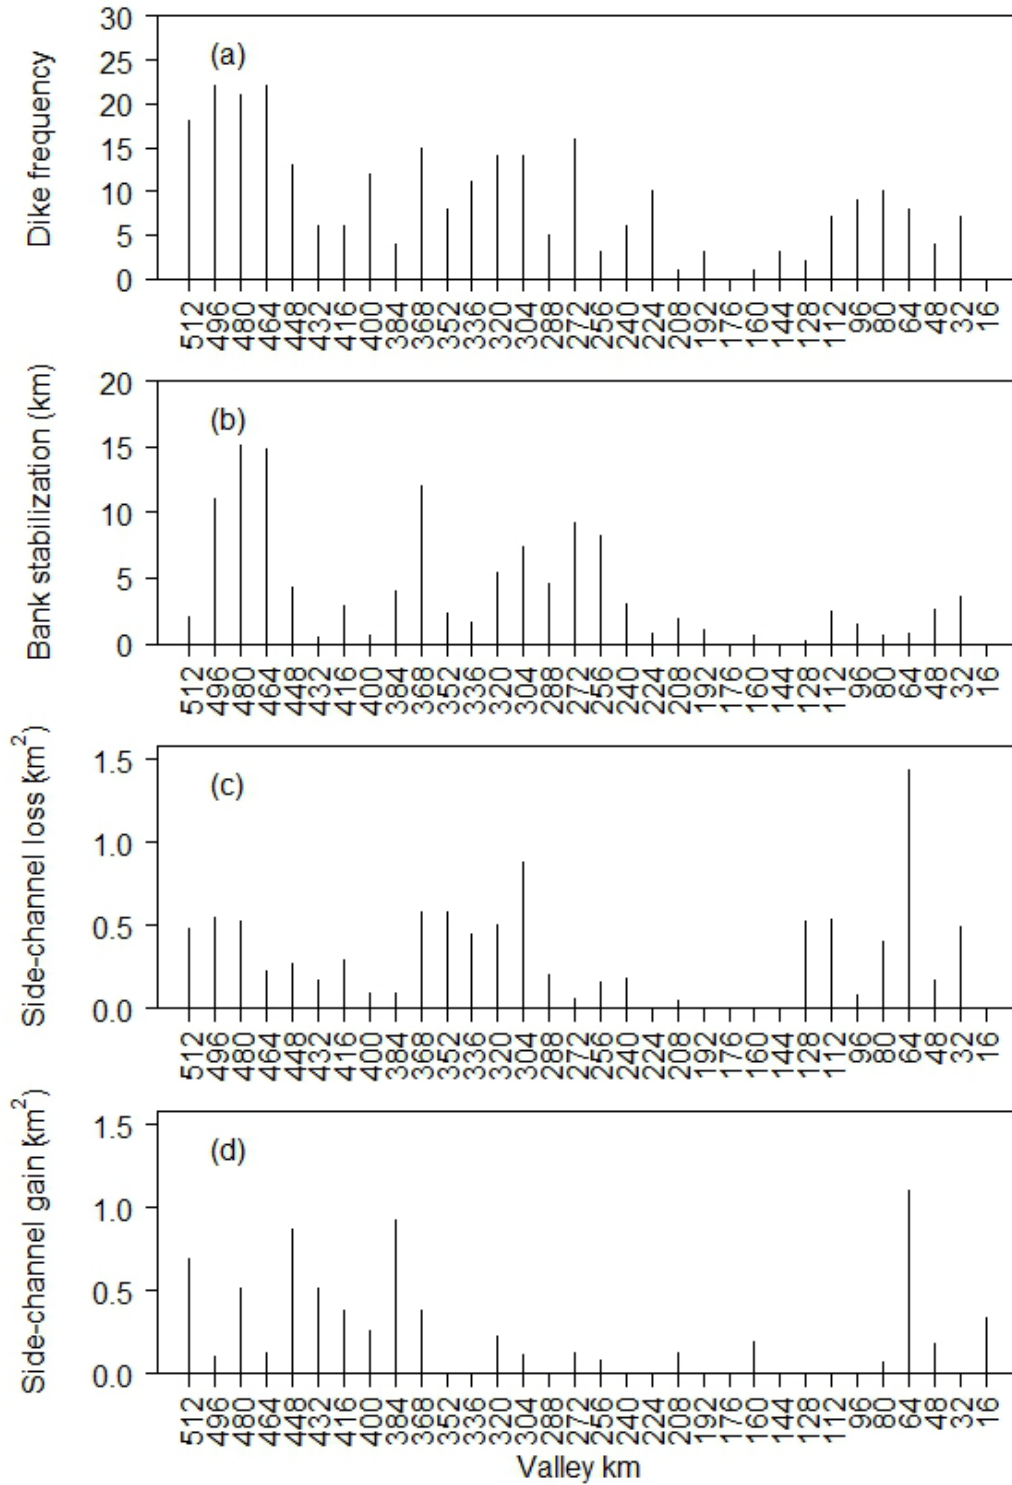 (a)
Dike frequency
30
25
20
15
10
5
0
512 496 480 464 448 432 416 400 384 368 352 336 320 304 288 272 256 240 224 208 192 176 160 144 128 112 96 80 64 48 32 16
(b)
Bank stabilization (km)
20
15
10
5
0
512 496 480 464 448 432 416 400 384 368 352 336 320 304 288 272 256 240 224 208 192 176 160 144 128 112 96 80 64 48 32 16
(c)
Side-channel loss (km²)
1.5
1.0
0.5
0.0
512 496 480 464 448 432 416 400 384 368 352 336 320 304 288 272 256 240 224 208 192 176 160 144 128 112 96 80 64 48 32 16
(d)
Side-channel gain (km²)
1.5
1.0
0.5
0.0
512 496 480 464 448 432 416 400 384 368 352 336 320 304 288 272 256 240 224 208 192 176 160 144 128 112 96 80 64 48 32 16
Valley km